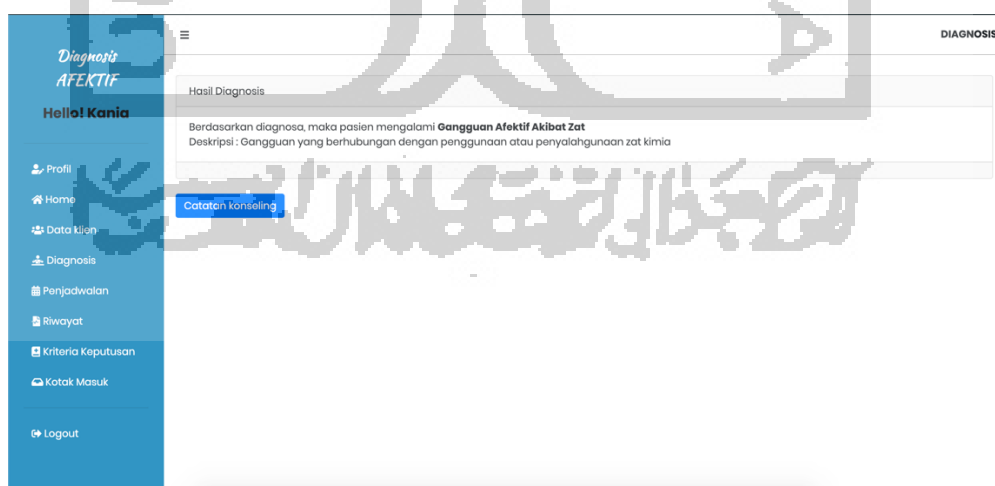 Diagnosis
AFEKTIF
Hello! Kania
Profil
Home
Data klien
Diagnosis
Penjadwalan
Riwayat
Kriteria Keputusan
Kotak Masuk
Logout
DIAGNOSIS
Hasil Diagnosis
Berdasarkan diagnosa, maka pasien mengalami Gangguan Afektif Akibat Zat
Deskripsi : Gangguan yang berhubungan dengan penggunaan atau penyalahgunaan zat kimia
Catatan konseling